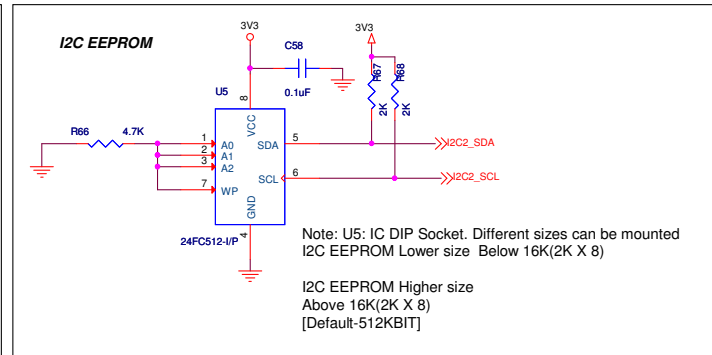 I2C EEPROM
3V3
3V3
C58
0.1uF
R67
2K
R68
2K
U5
8
VCC
R66
4.7K
1
A0
2
A1
3
A2
7
WP
SDA
5
I2C2_SDA
SCL
6
I2C2_SCL
GND
4
24FC512-I/P
Note: U5: IC DIP Socket. Different sizes can be mounted
I2C EEPROM Lower size Below 16K(2K X 8)
I2C EEPROM Higher size
Above 16K(2K X 8)
[Default-512KBIT]